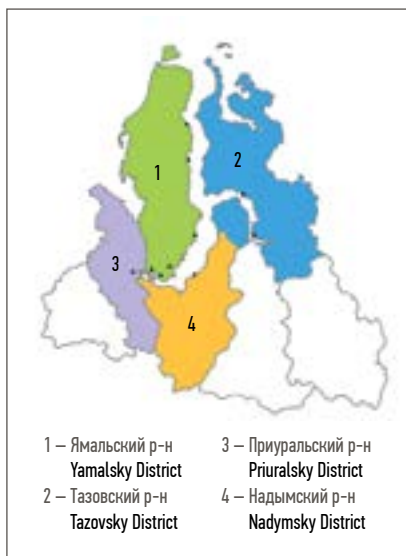 1
2
3
4
1 – Ямальский р-н
Yamalsky District
2 – Тазовский р-н
Tazovsky District
3 – Приуральский р-н
Priuralsky District
4 – Надымский р-н
Nadymsky District